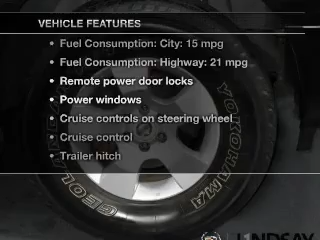 VEHICLE FEATURES
• Fuel Consumption: City: 15 mpg
• Fuel Consumption: Highway: 21 mpg
• Remote power door locks
• Power windows
• Cruise controls on steering wheel
• Cruise control
• Trailer hitch
YOKOHAMA
GEOLANDAR
LINDSAY